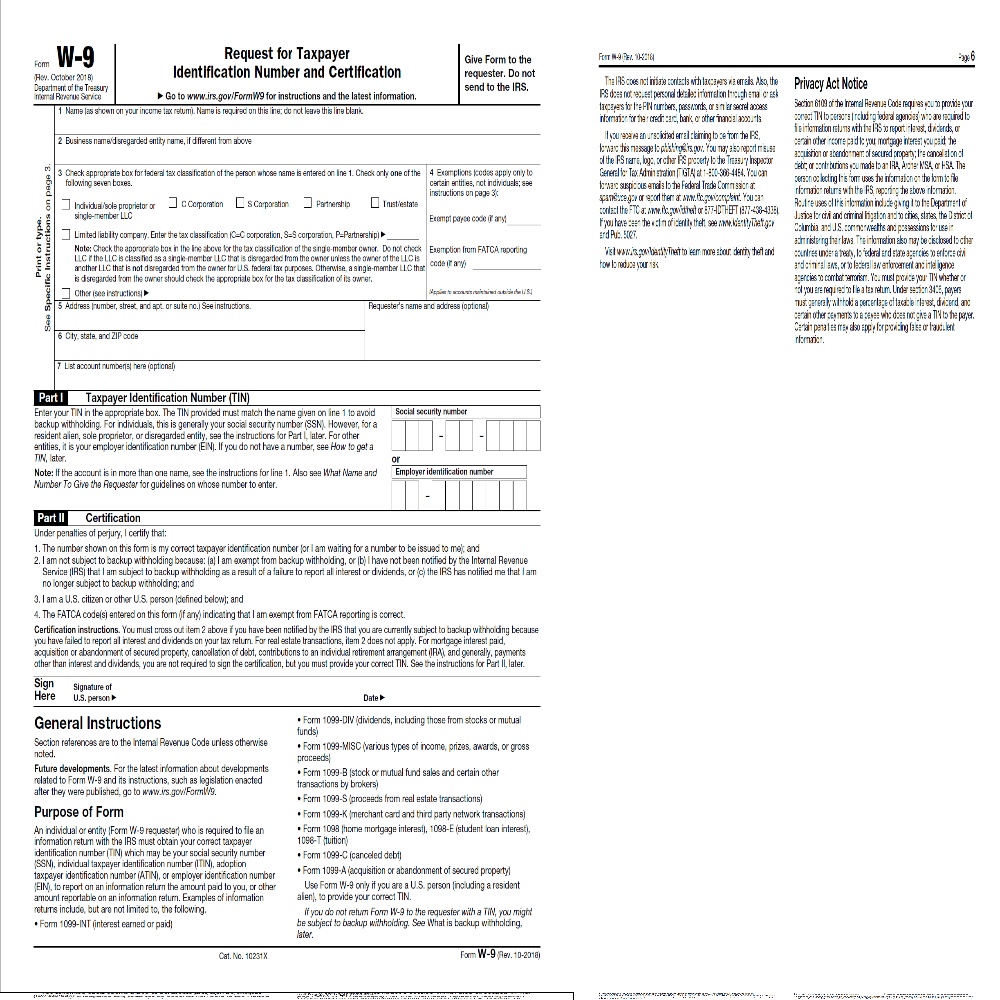 Form W-9
(Rev. October 2018)
Department of the Treasury
Internal Revenue Service
Request for Taxpayer
Identification Number and Certification
▶ Go to www.irs.gov/FormW9 for instructions and the latest information.
Give Form to the
requester. Do not
send to the IRS.
Print or type.
See Specific Instructions on page 3.
1 Name (as shown on your income tax return). Name is required on this line; do not leave this line blank.
2 Business name/disregarded entity name, if different from above
3 Check appropriate box for federal tax classification of the person whose name is entered on line 1. Check only one of the
following seven boxes.
Individual/sole proprietor or
single-member LLC
C Corporation
S Corporation
Partnership
Trust/estate
Limited liability company. Enter the tax classification (C=C corporation, S=S corporation, P=Partnership) ▶
Note: Check the appropriate box in the line above for the tax classification of the single-member owner. Do not check
LLC if the LLC is classified as a single-member LLC that is disregarded from the owner unless the owner of the LLC is
another LLC that is not disregarded from the owner for U.S. federal tax purposes. Otherwise, a single-member LLC that
is disregarded from the owner should check the appropriate box for the tax classification of its owner.
Other (see instructions) ▶
4 Exemptions (codes apply only to
certain entities, not individuals; see
instructions on page 3):
Exempt payee code (if any)
Exemption from FATCA reporting
code (if any)
(Applies to accounts maintained outside the U.S.)
5 Address (number, street, and apt. or suite no.) See instructions.
Requester's name and address (optional)
6 City, state, and ZIP code
7 List account number(s) here (optional)
Part I Taxpayer Identification Number (TIN)
Enter your TIN in the appropriate box. The TIN provided must match the name given on line 1 to avoid
backup withholding. For individuals, this is generally your social security number (SSN). However, for a
resident alien, sole proprietor, or disregarded entity, see the instructions for Part I, later. For other
entities, it is your employer identification number (EIN). If you do not have a number, see How to get a
TIN, later.
Note: If the account is in more than one name, see the instructions for line 1. Also see What Name and
Number To Give the Requester for guidelines on whose number to enter.
Social security number
– –
or
Employer identification number
–
Part II Certification
Under penalties of perjury, I certify that:
1. The number shown on this form is my correct taxpayer identification number (or I am waiting for a number to be issued to me); and
2. I am not subject to backup withholding because: (a) I am exempt from backup withholding, or (b) I have not been notified by the Internal Revenue
Service (IRS) that I am subject to backup withholding as a result of a failure to report all interest or dividends, or (c) the IRS has notified me that I am
no longer subject to backup withholding; and
3. I am a U.S. citizen or other U.S. person (defined below); and
4. The FATCA code(s) entered on this form (if any) indicating that I am exempt from FATCA reporting is correct.
Certification instructions. You must cross out item 2 above if you have been notified by the IRS that you are currently subject to backup withholding because
you have failed to report all interest and dividends on your tax return. For real estate transactions, item 2 does not apply. For mortgage interest paid,
acquisition or abandonment of secured property, cancellation of debt, contributions to an individual retirement arrangement (IRA), and generally, payments
other than interest and dividends, you are not required to sign the certification, but you must provide your correct TIN. See the instructions for Part II, later.
Sign
Here
Signature of
U.S. person ▶
Date ▶
General Instructions
Section references are to the Internal Revenue Code unless otherwise
noted.
Future developments. For the latest information about developments
related to Form W-9 and its instructions, such as legislation enacted
after they were published, go to www.irs.gov/FormW9.
Purpose of Form
An individual or entity (Form W-9 requester) who is required to file an
information return with the IRS must obtain your correct taxpayer
identification number (TIN) which may be your social security number
(SSN), individual taxpayer identification number (ITIN), adoption
taxpayer identification number (ATIN), or employer identification number
(EIN), to report on an information return the amount paid to you, or other
amount reportable on an information return. Examples of information
returns include, but are not limited to, the following.
• Form 1099-INT (interest earned or paid)
• Form 1099-DIV (dividends, including those from stocks or mutual
funds)
• Form 1099-MISC (various types of income, prizes, awards, or gross
proceeds)
• Form 1099-B (stock or mutual fund sales and certain other
transactions by brokers)
• Form 1099-S (proceeds from real estate transactions)
• Form 1099-K (merchant card and third party network transactions)
• Form 1098 (home mortgage interest), 1098-E (student loan interest),
1098-T (tuition)
• Form 1099-C (canceled debt)
• Form 1099-A (acquisition or abandonment of secured property)
Use Form W-9 only if you are a U.S. person (including a resident
alien), to provide your correct TIN.
If you do not return Form W-9 to the requester with a TIN, you might
be subject to backup withholding. See What is backup withholding,
later.
Cat. No. 10231X
Form W-9 (Rev. 10-2018)
Form W-9 (Rev. 10-2018)
Page 6
The IRS does not initiate contacts with taxpayers via emails. Also, the
IRS does not request personal detailed information through email or ask
taxpayers for the PIN numbers, passwords, or similar secret access
information for their credit card, bank, or other financial accounts.
If you receive an unsolicited email claiming to be from the IRS,
forward this message to phishing@irs.gov. You may also report misuse
of the IRS name, logo, or other IRS property to the Treasury Inspector
General for Tax Administration (TIGTA) at 1-800-366-4484. You can
forward suspicious emails to the Federal Trade Commission at
spam@uce.gov or report them at www.ftc.gov/complaint. You can
contact the FTC at www.ftc.gov/idtheft or 877-IDTHEFT (877-438-4338).
If you have been the victim of identity theft, see www.IdentityTheft.gov
and Pub. 5027.
Visit www.irs.gov/IdentityTheft to learn more about identity theft and
how to reduce your risk.
Privacy Act Notice
Section 6109 of the Internal Revenue Code requires you to provide your
correct TIN to persons (including federal agencies) who are required to
file information returns with the IRS to report interest, dividends, or
certain other income paid to you; mortgage interest you paid; the
acquisition or abandonment of secured property; the cancellation of
debt; or contributions you made to an IRA, Archer MSA, or HSA. The
person collecting this form uses the information on the form to file
information returns with the IRS, reporting the above information.
Routine uses of this information include giving it to the Department of
Justice for civil and criminal litigation and to cities, states, the District of
Columbia, and U.S. commonwealths and possessions for use in
administering their laws. The information also may be disclosed to other
countries under a treaty, to federal and state agencies to enforce civil
and criminal laws, or to federal law enforcement and intelligence
agencies to combat terrorism. You must provide your TIN whether or
not you are required to file a tax return. Under section 3406, payers
must generally withhold a percentage of taxable interest, dividend, and
certain other payments to a payee who does not give a TIN to the payer.
Certain penalties may also apply for providing false or fraudulent
information.